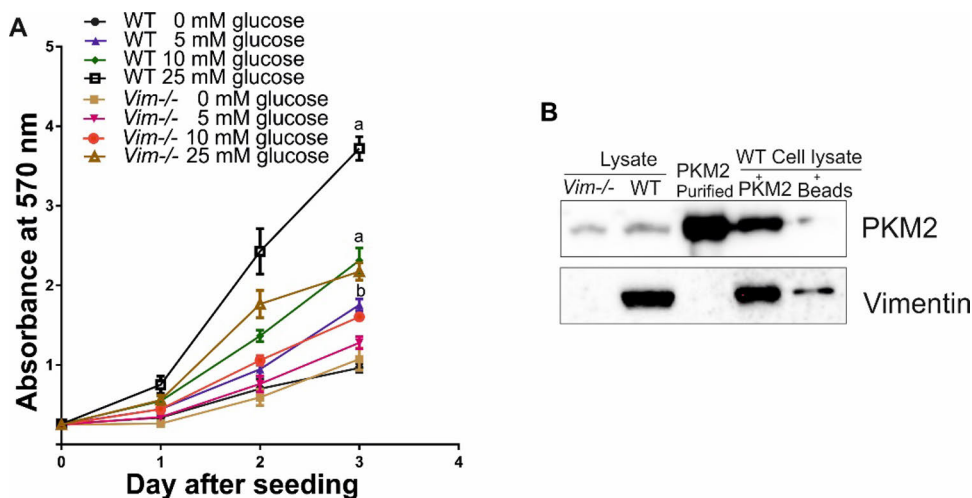 A
WT 0 mM glucose
WT 5 mM glucose
WT 10 mM glucose
WT 25 mM glucose
Vim-/- 0 mM glucose
Vim-/- 5 mM glucose
Vim-/- 10 mM glucose
Vim-/- 25 mM glucose
Absorbance at 570 nm
5
4
3
2
1
a
a
b
0 1 2 3 4
Day after seeding
B
Lysate PKM2 Purified WT Cell lysate
Vim-/- WT + PKM2 + Beads
PKM2
Vimentin